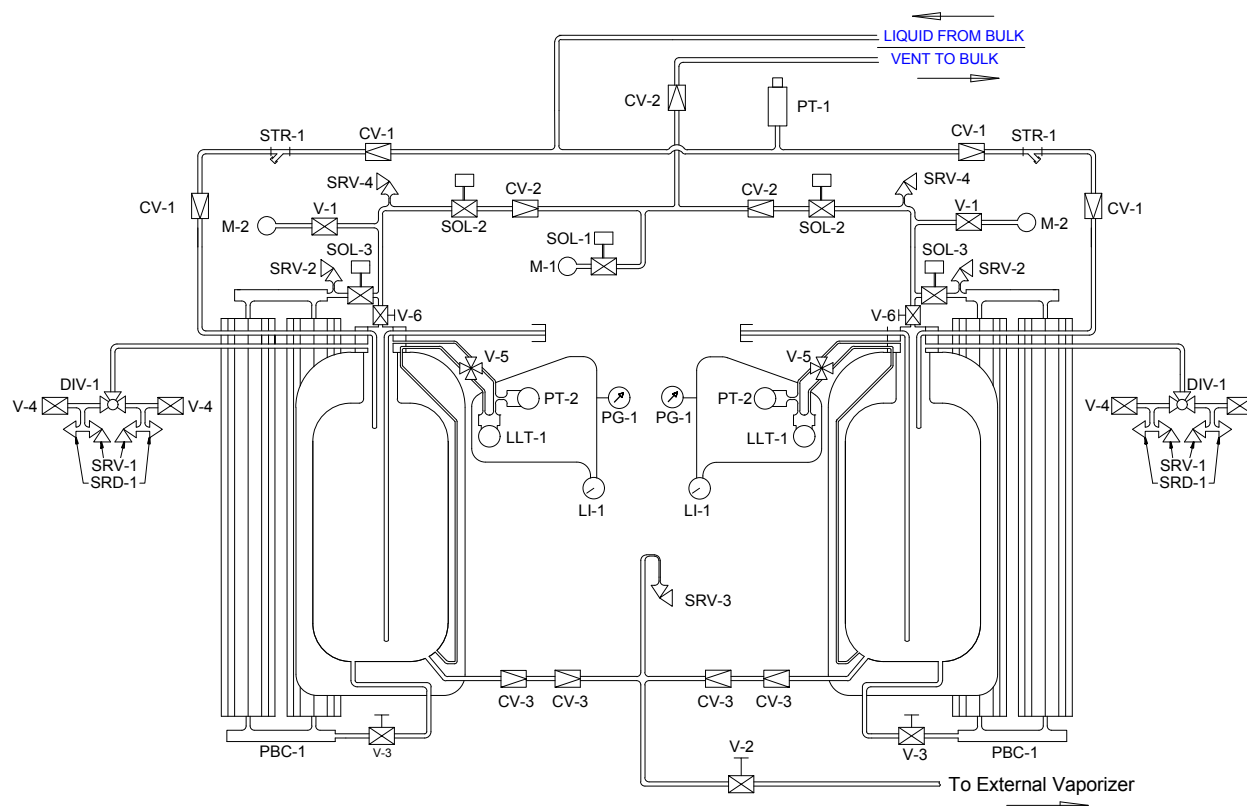 LIQUID FROM BULK
VENT TO BULK
CV-2
PT-1
STR-1
CV-1
CV-1
STR-1
SRV-4
CV-2
CV-2
SRV-4
CV-1
V-1
V-1
CV-1
M-2
SOL-2
SOL-1
SOL-2
M-2
SOL-3
SOL-3
SRV-2
M-1
SRV-2
V-6
V-6
V-5
V-5
DIV-1
DIV-1
V-4
V-4
PT-2
PG-1
PG-1
PT-2
V-4
V-4
LLT-1
LLT-1
SRV-1
SRV-1
SRD-1
SRD-1
LI-1
LI-1
SRV-3
CV-3
CV-3
CV-3
CV-3
PBC-1
V-3
V-2
V-3
PBC-1
To External Vaporizer